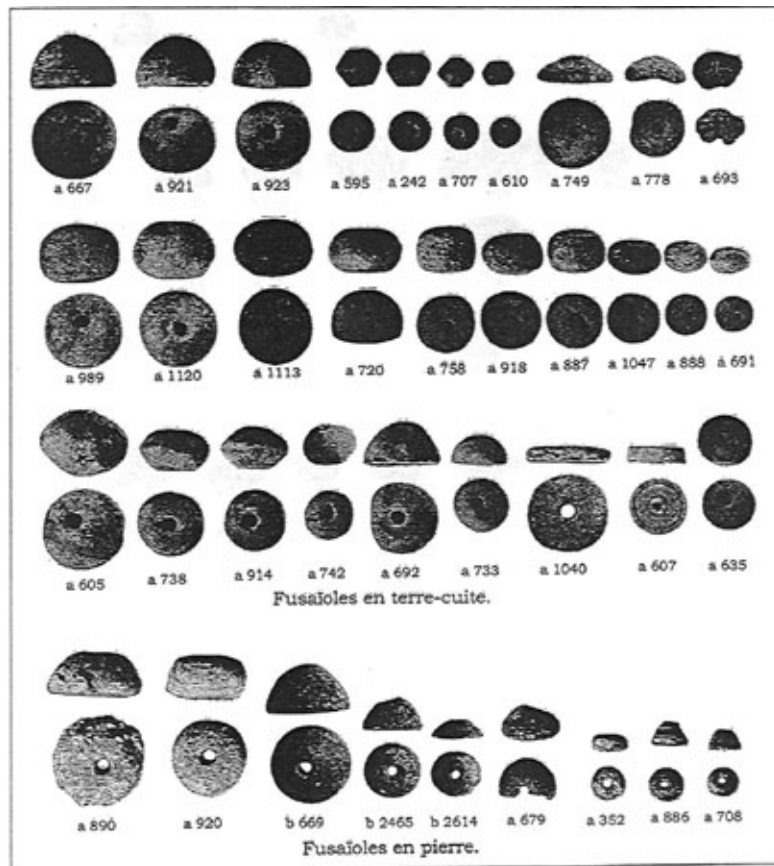 a 667 a 921 a 923 a 595 a 242 a 707 a 610 a 749 a 778 a 693
a 989 a 1120 a 1113 a 720 a 758 a 918 a 887 a 1047 a 888 a 691
a 605 a 738 a 914 a 742 a 692 a 733 a 1040 a 607 a 635
Fusaïoles en terre-cuite.
a 890 a 920 b 669 b 2465 b 2614 a 679 a 352 a 886 a 708
Fusaïoles en pierre.